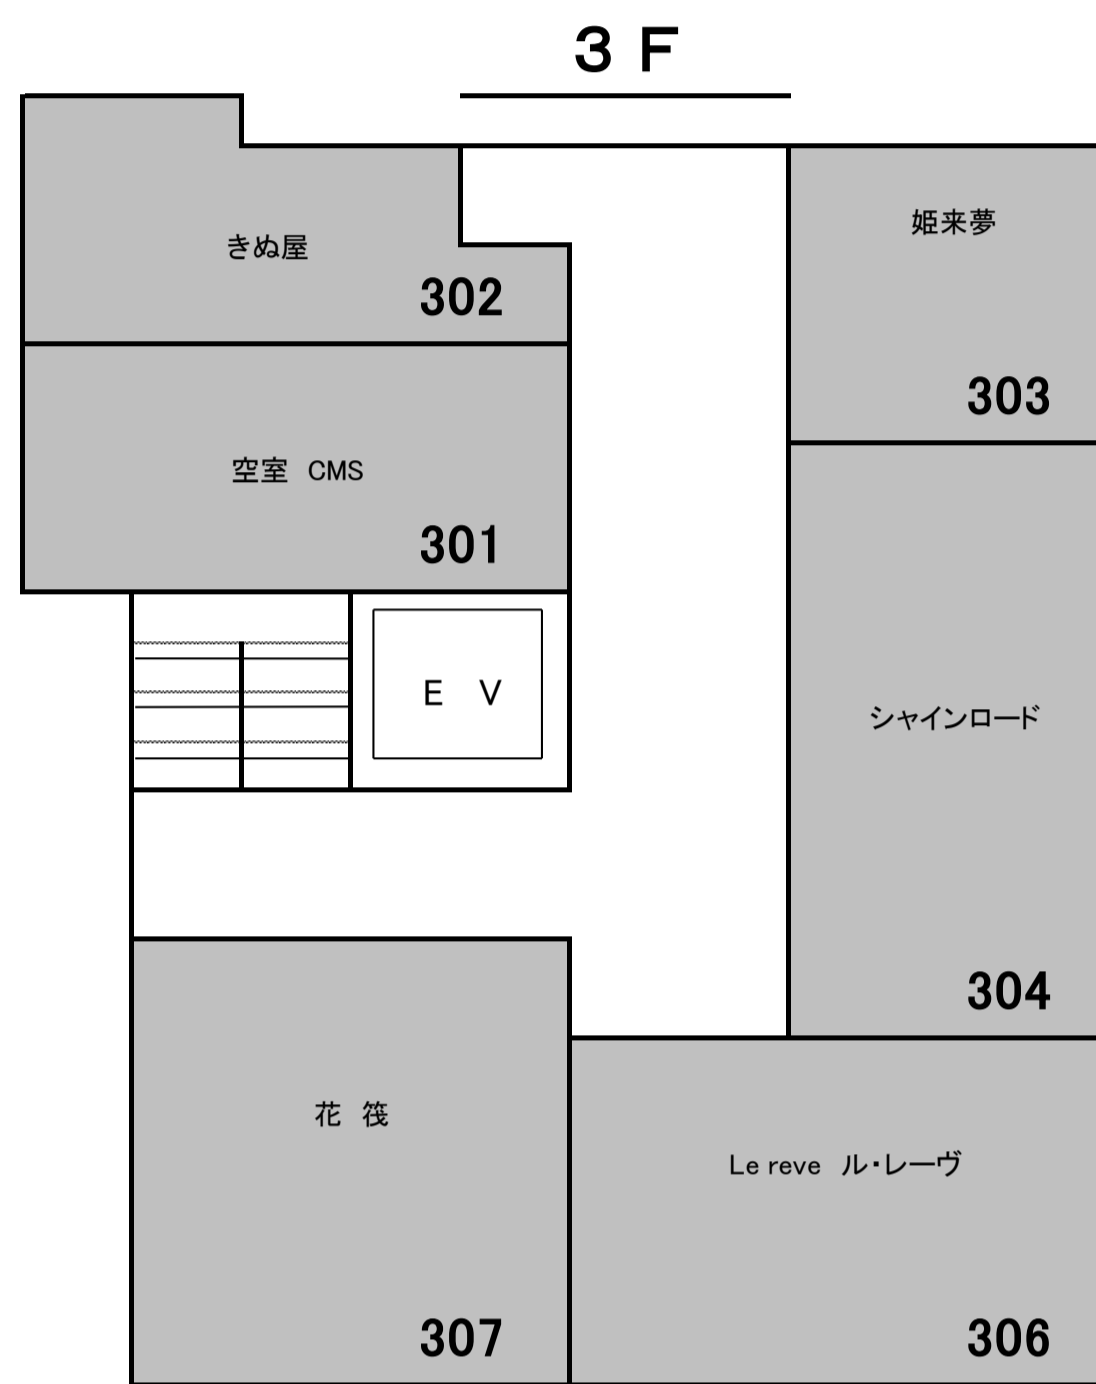 ３ Ｆ
きぬ屋
302
姫来夢
303
空室　CMS
301
Ｅ　Ｖ
シャインロード
304
花　筏
307
Le reve　ル・レーヴ
306